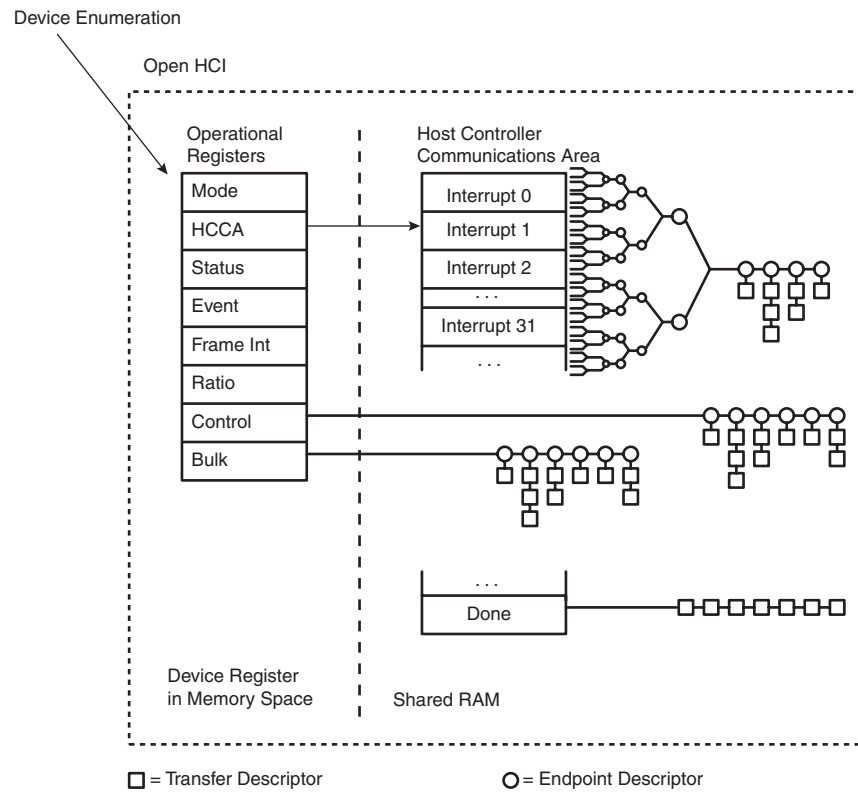 Device Enumeration
Open HCI
Operational
Registers
Mode
HCCA
Status
Event
Frame Int
Ratio
Control
Bulk
Host Controller
Communications Area
Interrupt 0
Interrupt 1
Interrupt 2
. . .
Interrupt 31
. . .
. . .
Done
Device Register
in Memory Space
Shared RAM
= Transfer Descriptor
= Endpoint Descriptor